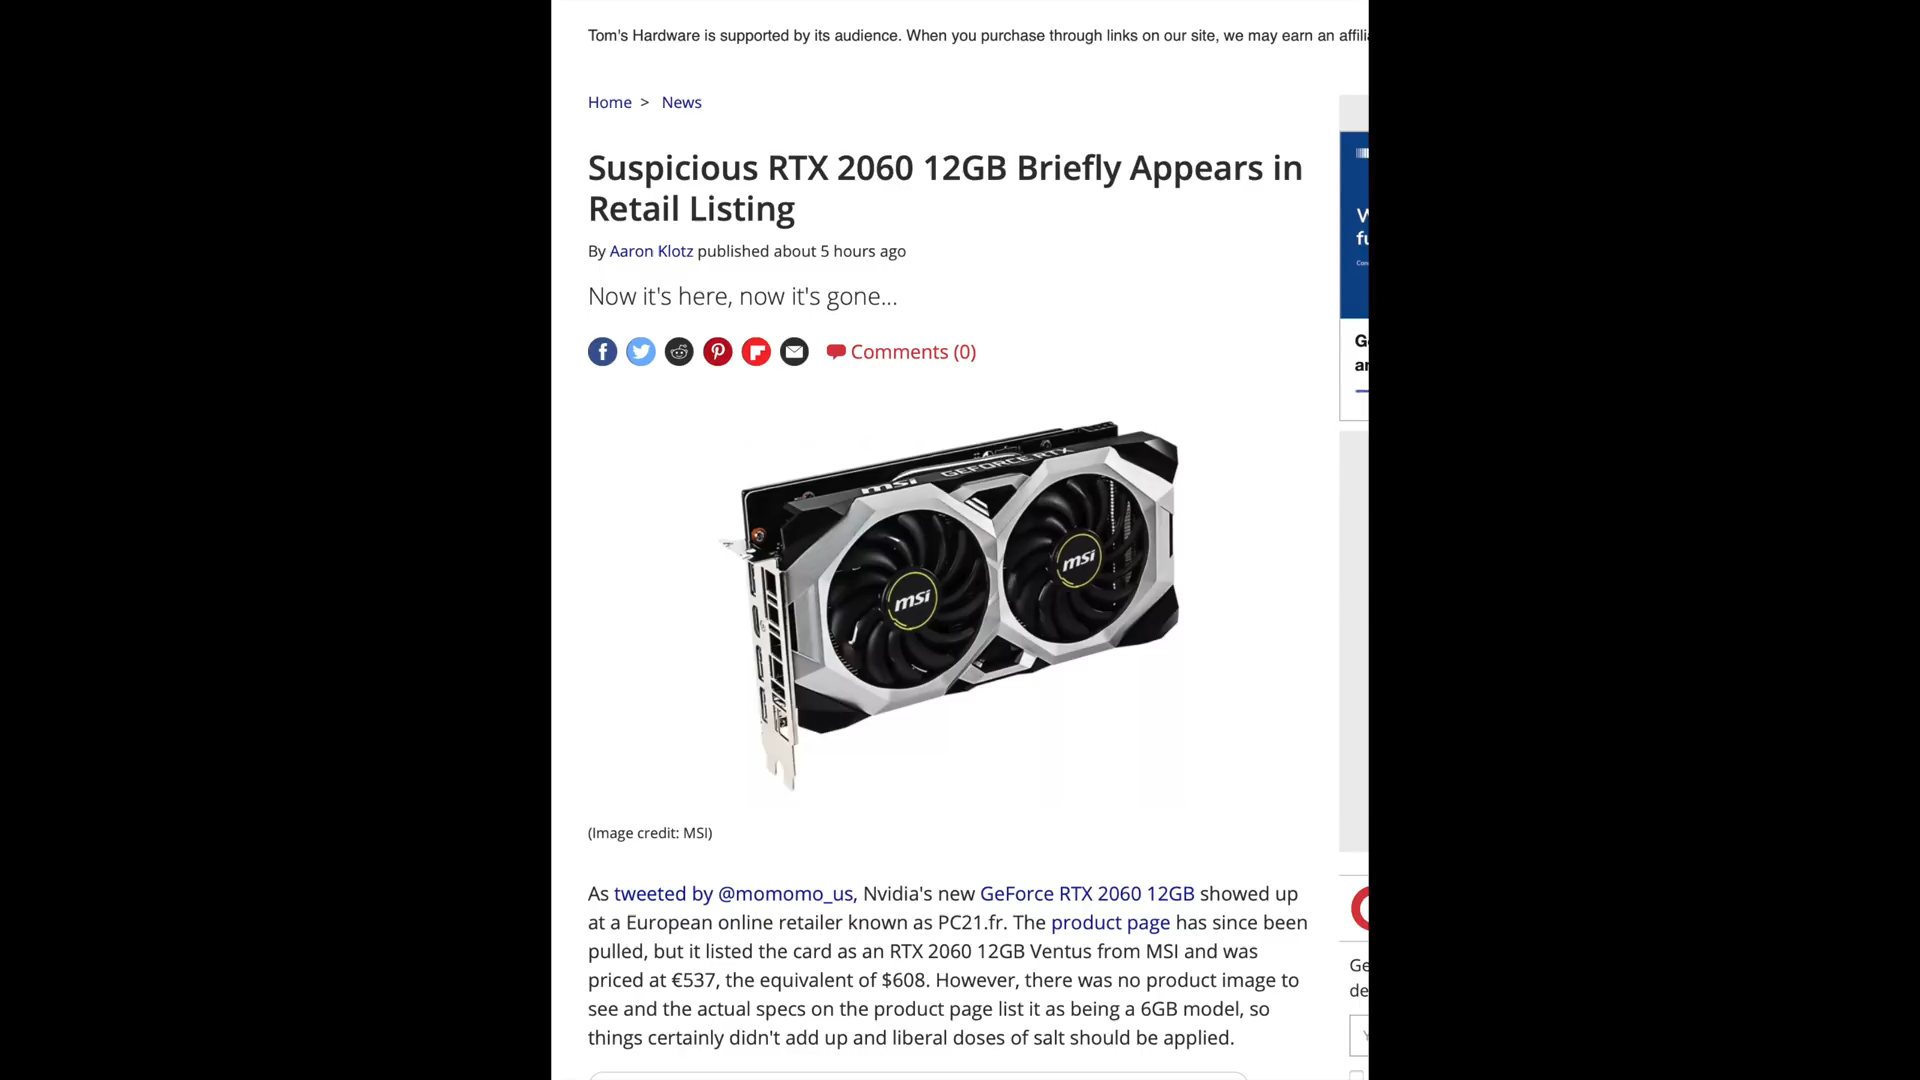 Tom's Hardware is supported by its audience. When you purchase through links on our site, we may earn an
Home > News
Suspicious RTX 2060 12GB Briefly Appears in
Retail Listing
By Aaron Klotz published about 5 hours ago
Now it's here, now it's gone...
Comments (0)
msi GEFORCE RTX
msi
msi
(Image credit: MSI)
As tweeted by @momomo_us, Nvidia's new GeForce RTX 2060 12GB showed up
at a European online retailer known as PC21.fr. The product page has since been
pulled, but it listed the card as an RTX 2060 12GB Ventus from MSI and was
priced at €537, the equivalent of $608. However, there was no product image to
see and the actual specs on the product page list it as being a 6GB model, so
things certainly didn't add up and liberal doses of salt should be applied.